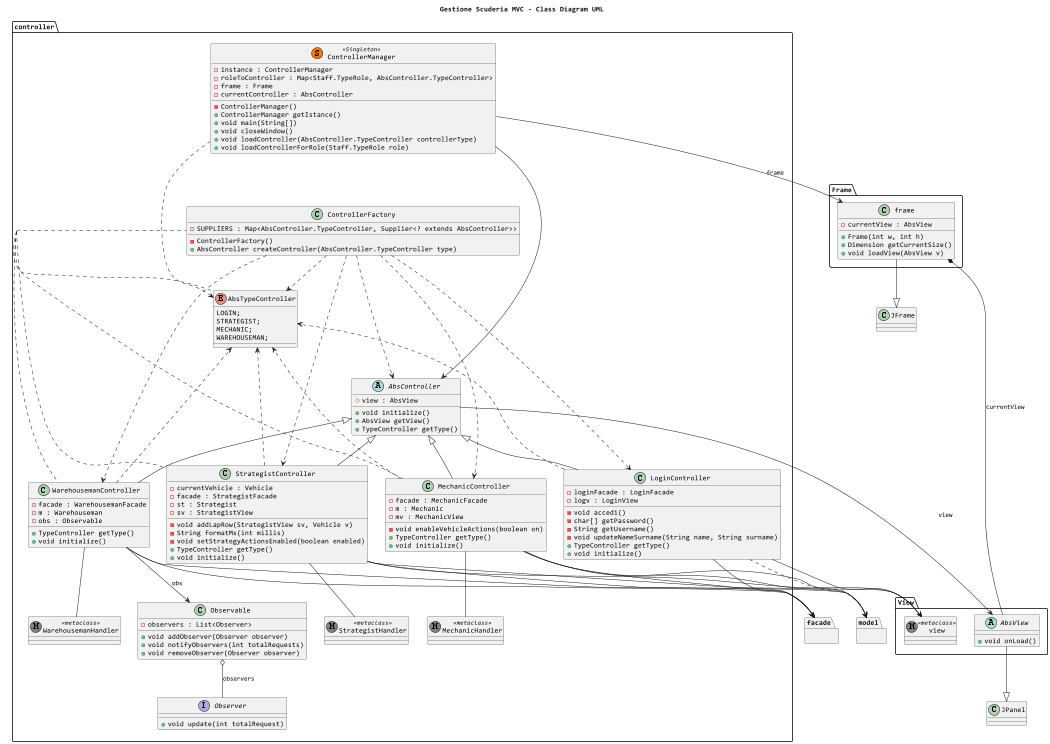 Gestione Scuderia MVC - Class Diagram UML
controller
S
«Singleton»
ControllerManager
instance : ControllerManager
roleToController : Map<Staff.TypeRole, AbsController.TypeController>
frame : Frame
currentController : AbsController
ControllerManager()
ControllerManager getIstance()
void main(String[])
void closeWindow()
void loadController(AbsController.TypeController controllerType)
void loadControllerForRole(Staff.TypeRole role)
frame
Frame
C frame
currentView : AbsView
Frame(int w, int h)
Dimension getCurrentSize()
void loadView(AbsView v)
C ControllerFactory
SUPPLIERS : Map<AbsController.TypeController, Supplier<? extends AbsController>>
ControllerFactory()
AbsController createController(AbsController.TypeController type)
E AbsTypeController
LOGIN;
STRATEGIST;
MECHANIC;
WAREHOUSEMAN;
C JFrame
A AbsController
view : AbsView
void initialize()
AbsView getView()
TypeController getType()
currentView
C WarehousemanController
facade : WarehousemanFacade
m : Warehouseman
obs : Observable
TypeController getType()
void initialize()
C StrategistController
currentVehicle : Vehicle
facade : StrategistFacade
st : Strategist
sv : StrategistView
void addLapRow(StrategistView sv, Vehicle v)
String formatMs(int millis)
void setStrategyActionsEnabled(boolean enabled)
TypeController getType()
void initialize()
C MechanicController
facade : MechanicFacade
m : Mechanic
mv : MechanicView
void enableVehicleActions(boolean on)
TypeController getType()
void initialize()
C LoginController
loginFacade : LoginFacade
logv : LoginView
void accedi()
char[] getPassword()
String getUsername()
void updateNameSurname(String name, String surname)
TypeController getType()
void initialize()
view
obs
H
«metaclass»
WarehousemanHandler
C Observable
observers : List<Observer>
void addObserver(Observer observer)
void notifyObservers(int totalRequests)
void removeObserver(Observer observer)
H
«metaclass»
StrategistHandler
H
«metaclass»
MechanicHandler
facade
model
View
H
«metaclass»
view
A AbsView
void onLoad()
observers
I Observer
void update(int totalRequest)
C JPanel